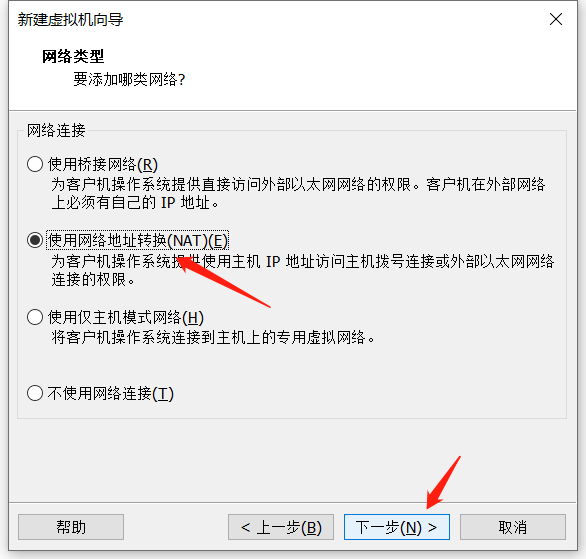 新建虚拟机向导
网络类型
要添加哪类网络?
网络连接
使用桥接网络(R)
为客户机操作系统提供直接访问外部以太网网络的权限。客户机在外部网络
上必须有自己的 IP 地址。
使用网络地址转换(NAT)(E)
为客户机操作系统提供使用主机 IP 地址访问主机拨号连接或外部以太网网络
连接的权限。
使用仅主机模式网络(H)
将客户机操作系统连接到主机上的专用虚拟网络。
不使用网络连接(T)
帮助
< 上一步(B)
下一步(N) >
取消